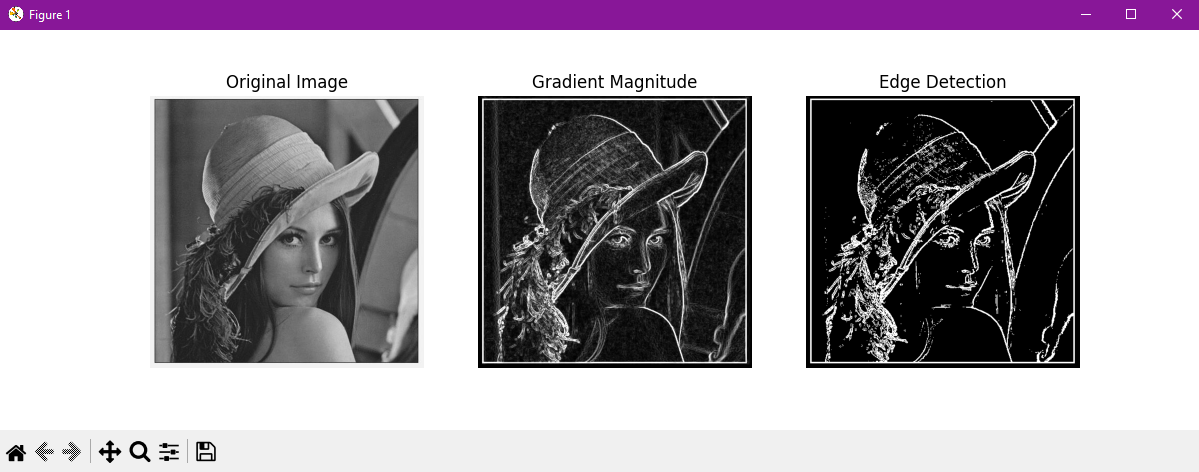 Figure 1
Original Image
Gradient Magnitude
Edge Detection